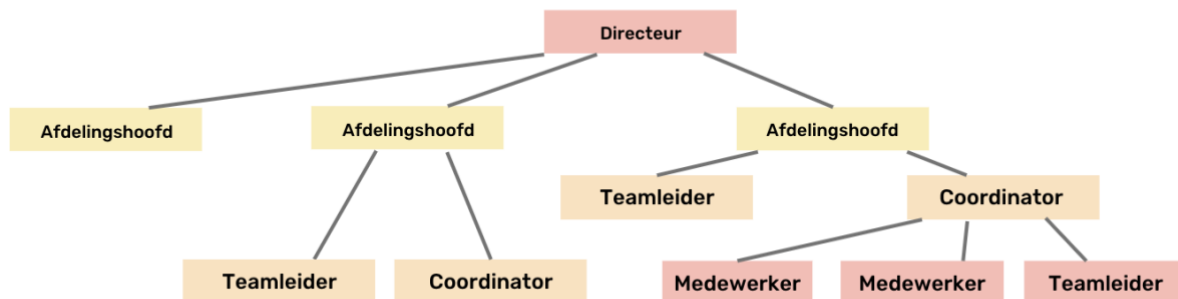 Directeur
Afdelingshoofd
Afdelingshoofd
Afdelingshoofd
Teamleider
Coordinator
Teamleider
Coordinator
Medewerker
Medewerker
Teamleider